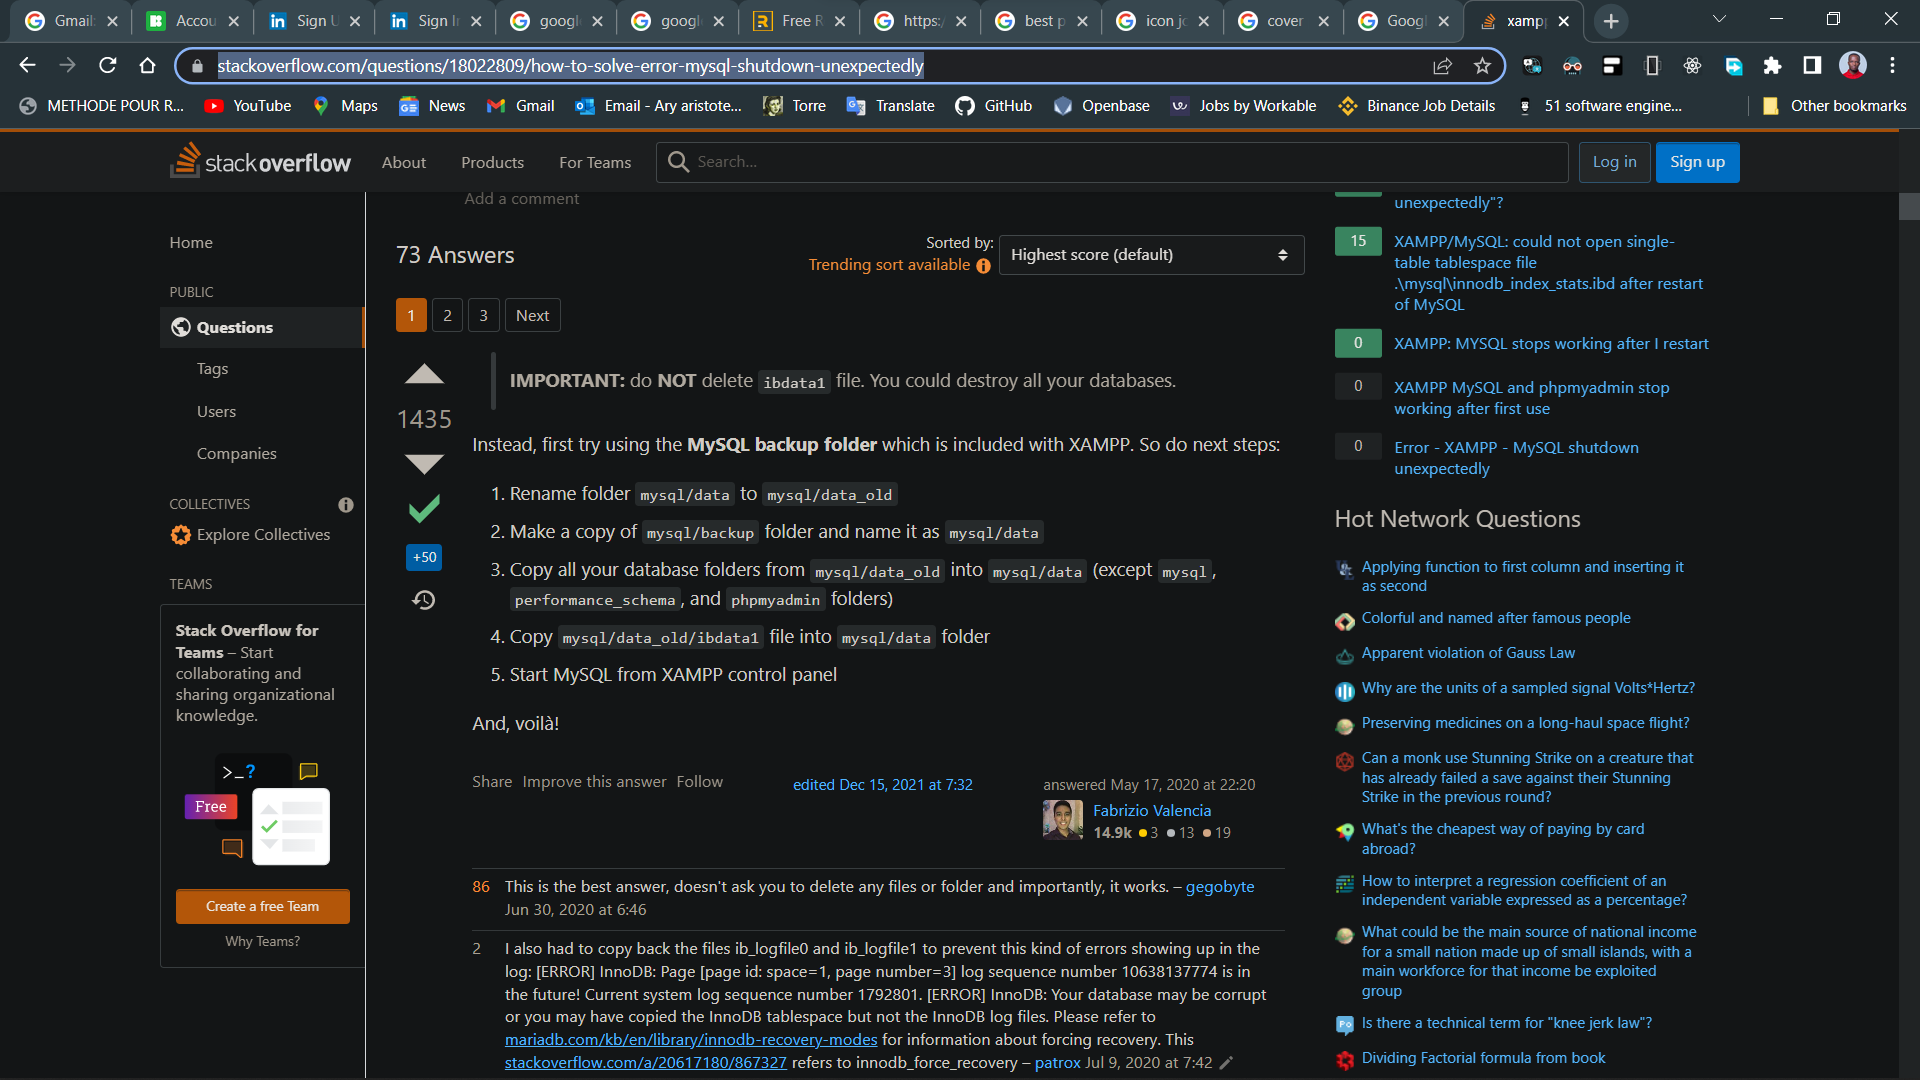 Gmail:
Accou
Sign U
Sign I
googl
googl
Free R
https:/
best p
icon jo
cover
Googl
xampp
stackoverflow.com/questions/18022809/how-to-solve-error-mysql-shutdown-unexpectedly
METHODE POUR R... YouTube Maps News Gmail Email - Ary aristote... Torre Translate GitHub Openbase Jobs by Workable Binance Job Details 51 software engine... Other bookmarks
stackoverflow About Products For Teams Search... Log in Sign up
Home
PUBLIC
Questions
Tags
Users
Companies
COLLECTIVES
Explore Collectives
TEAMS
Stack Overflow for
Teams – Start
collaborating and
sharing organizational
knowledge.
>_?
Free
Create a free Team
Why Teams?
Add a comment
73 Answers
Sorted by:
Trending sort available
Highest score (default)
1 2 3 Next
1435
+50
IMPORTANT: do NOT delete ibdata1 file. You could destroy all your databases.
Instead, first try using the MySQL backup folder which is included with XAMPP. So do next steps:
1. Rename folder mysql/data to mysql/data_old
2. Make a copy of mysql/backup folder and name it as mysql/data
3. Copy all your database folders from mysql/data_old into mysql/data (except mysql,
performance_schema, and phpmyadmin folders)
4. Copy mysql/data_old/ibdata1 file into mysql/data folder
5. Start MySQL from XAMPP control panel
And, voilà!
Share Improve this answer Follow
edited Dec 15, 2021 at 7:32
answered May 17, 2020 at 22:20
Fabrizio Valencia
14.9k 3 13 19
86 This is the best answer, doesn't ask you to delete any files or folder and importantly, it works. – gegobyte
Jun 30, 2020 at 6:46
2 I also had to copy back the files ib_logfile0 and ib_logfile1 to prevent this kind of errors showing up in the
log: [ERROR] InnoDB: Page [page id: space=1, page number=3] log sequence number 10638137774 is in
the future! Current system log sequence number 1792801. [ERROR] InnoDB: Your database may be corrupt
or you may have copied the InnoDB tablespace but not the InnoDB log files. Please refer to
mariadb.com/kb/en/library/innodb-recovery-modes for information about forcing recovery. This
stackoverflow.com/a/20617180/867327 refers to innodb_force_recovery – patrox Jul 9, 2020 at 7:42
unexpectedly"?
15 XAMPP/MySQL: could not open single-
table tablespace file
.\mysql\innodb_index_stats.ibd after restart
of MySQL
0 XAMPP: MYSQL stops working after I restart
0 XAMPP MySQL and phpmyadmin stop
working after first use
0 Error - XAMPP - MySQL shutdown
unexpectedly
Hot Network Questions
Applying function to first column and inserting it
as second
Colorful and named after famous people
Apparent violation of Gauss Law
Why are the units of a sampled signal Volts*Hertz?
Preserving medicines on a long-haul space flight?
Can a monk use Stunning Strike on a creature that
has already failed a save against their Stunning
Strike in the previous round?
What's the cheapest way of paying by card
abroad?
How to interpret a regression coefficient of an
independent variable expressed as a percentage?
What could be the main source of national income
for a small nation made up of small islands, with a
main workforce for that income be exploited
group
Is there a technical term for "knee jerk law"?
Dividing Factorial formula from book